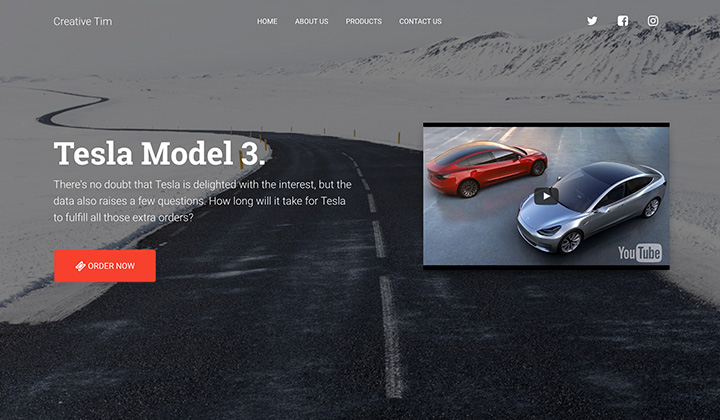 Creative Tim
HOME
ABOUT US
PRODUCTS
CONTACT US
Tesla Model 3.
There's no doubt that Tesla is delighted with the interest, but the
data also raises a few questions. How long will it take for Tesla
to fulfill all those extra orders?
ORDER NOW
YouTube